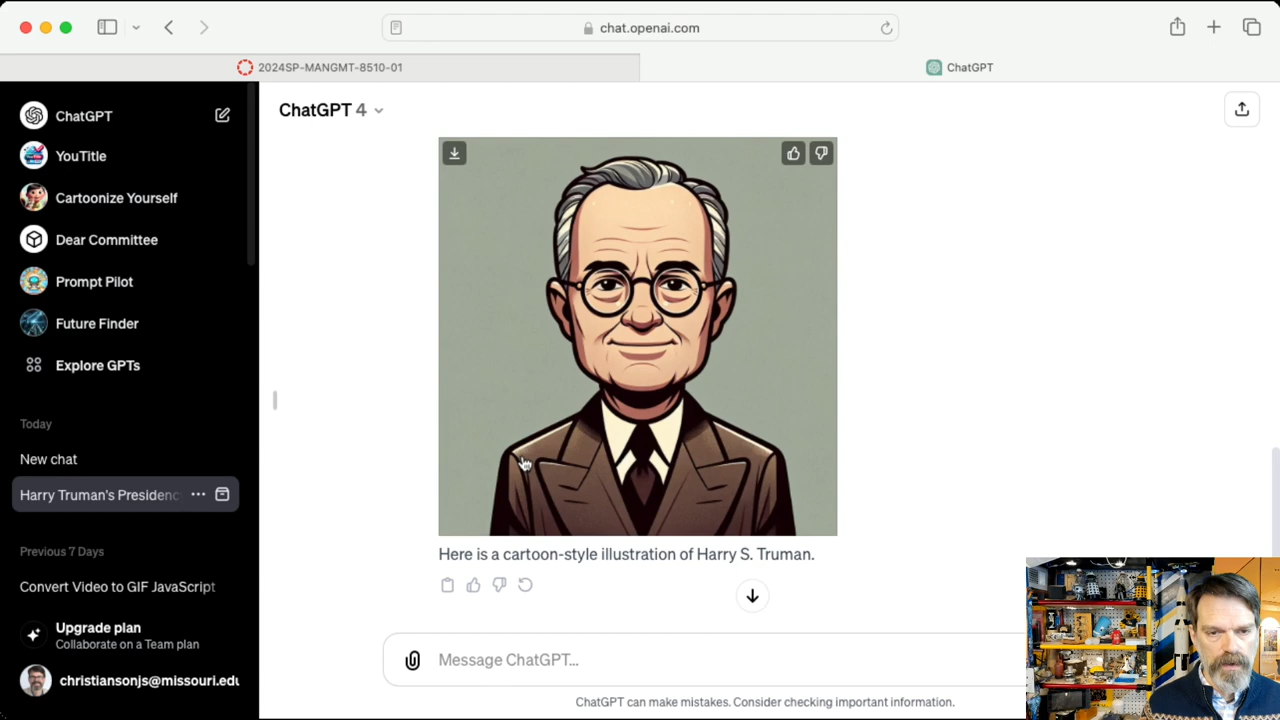 chat.openai.com
2024SP-MANGMT-8510-01
ChatGPT
ChatGPT
YouTitle
Cartoonize Yourself
Dear Committee
Prompt Pilot
Future Finder
Explore GPTs
Today
New chat
Harry Truman's Presidenc
Previous 7 Days
Convert Video to GIF JavaScript
Upgrade plan
Collaborate on a Team plan
christiansonjs@missouri.edu
ChatGPT 4
Here is a cartoon-style illustration of Harry S. Truman.
Message ChatGPT...
ChatGPT can make mistakes. Consider checking important information.